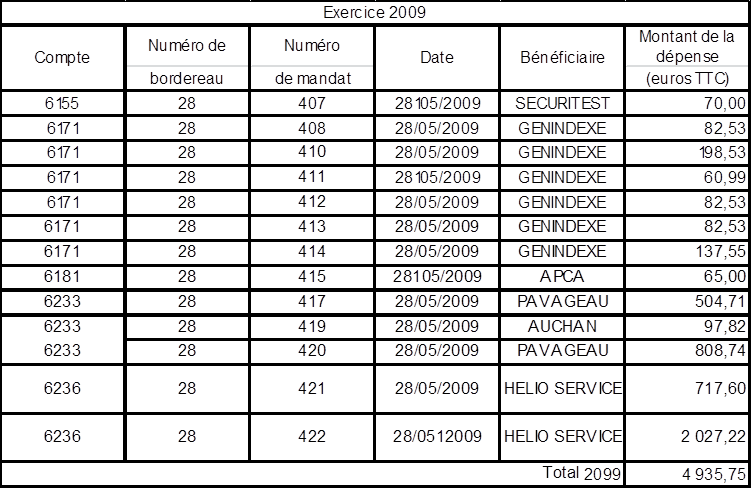 Exercice 2009
Compte Numéro de bordereau Numéro de mandat Date Bénéficiaire Montant de la dépense (euros TTC)
6155 28 407 28105/2009 SECURITEST 70,00
6171 28 408 28/05/2009 GENINDEXE 82,53
6171 28 410 28/05/2009 GENINDEXE 198,53
6171 28 411 28105/2009 GENINDEXE 60,99
6171 28 412 28/05/2009 GENINDEXE 82,53
6171 28 413 28/05/2009 GENINDEXE 82,53
6171 28 414 28/05/2009 GENINDEXE 137,55
6181 28 415 28105/2009 APCA 65,00
6233 28 417 28/05/2009 PAVAGEAU 504,71
6233 28 419 28/05/2009 AUCHAN 97,82
6233 28 420 28/05/2009 PAVAGEAU 808,74
6236 28 421 28/05/2009 HELIO SERVICE 717,60
6236 28 422 28/0512009 HELIO SERVICE 2 027,22
Total 2099 4 935,75